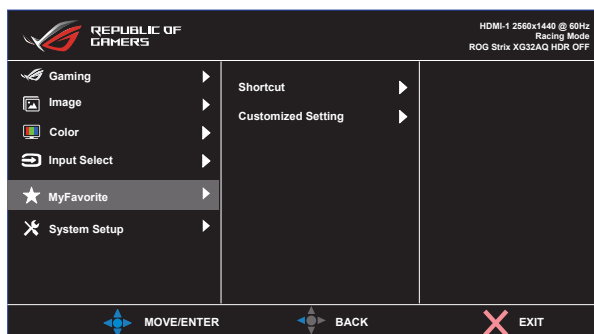 REPUBLIC OF
GAMERS
HDMI-1 2560x1440 @ 60Hz
Racing Mode
ROG Strix XG32AQ HDR OFF
Gaming
Image
Color
Input Select
MyFavorite
System Setup
Shortcut
Customized Setting
MOVE/ENTER
BACK
EXIT